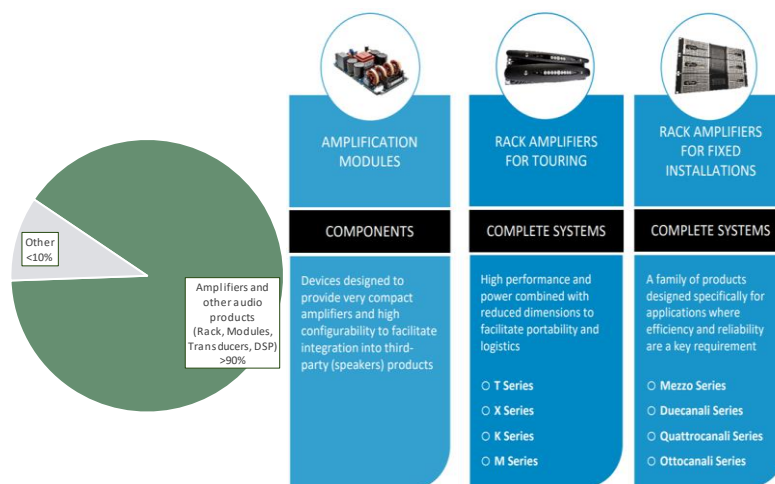 Other
<10%
Amplifiers and
other audio
products
(Rack, Modules,
Transducers, DSP)
>90%
AMPLIFICATION
MODULES
COMPONENTS
Devices designed to
provide very compact
amplifiers and high
configurability to facilitate
integration into third-
party (speakers) products
RACK AMPLIFIERS
FOR TOURING
COMPLETE SYSTEMS
High performance and
power combined with
reduced dimensions to
facilitate portability and
logistics
○ T Series
○ X Series
○ K Series
○ M Series
RACK AMPLIFIERS
FOR FIXED
INSTALLATIONS
COMPLETE SYSTEMS
A family of products
designed specifically for
applications where
efficiency and reliability
are a key requirement
○ Mezzo Series
○ Duecanali Series
○ Quattrocanali Series
○ Ottocanali Series